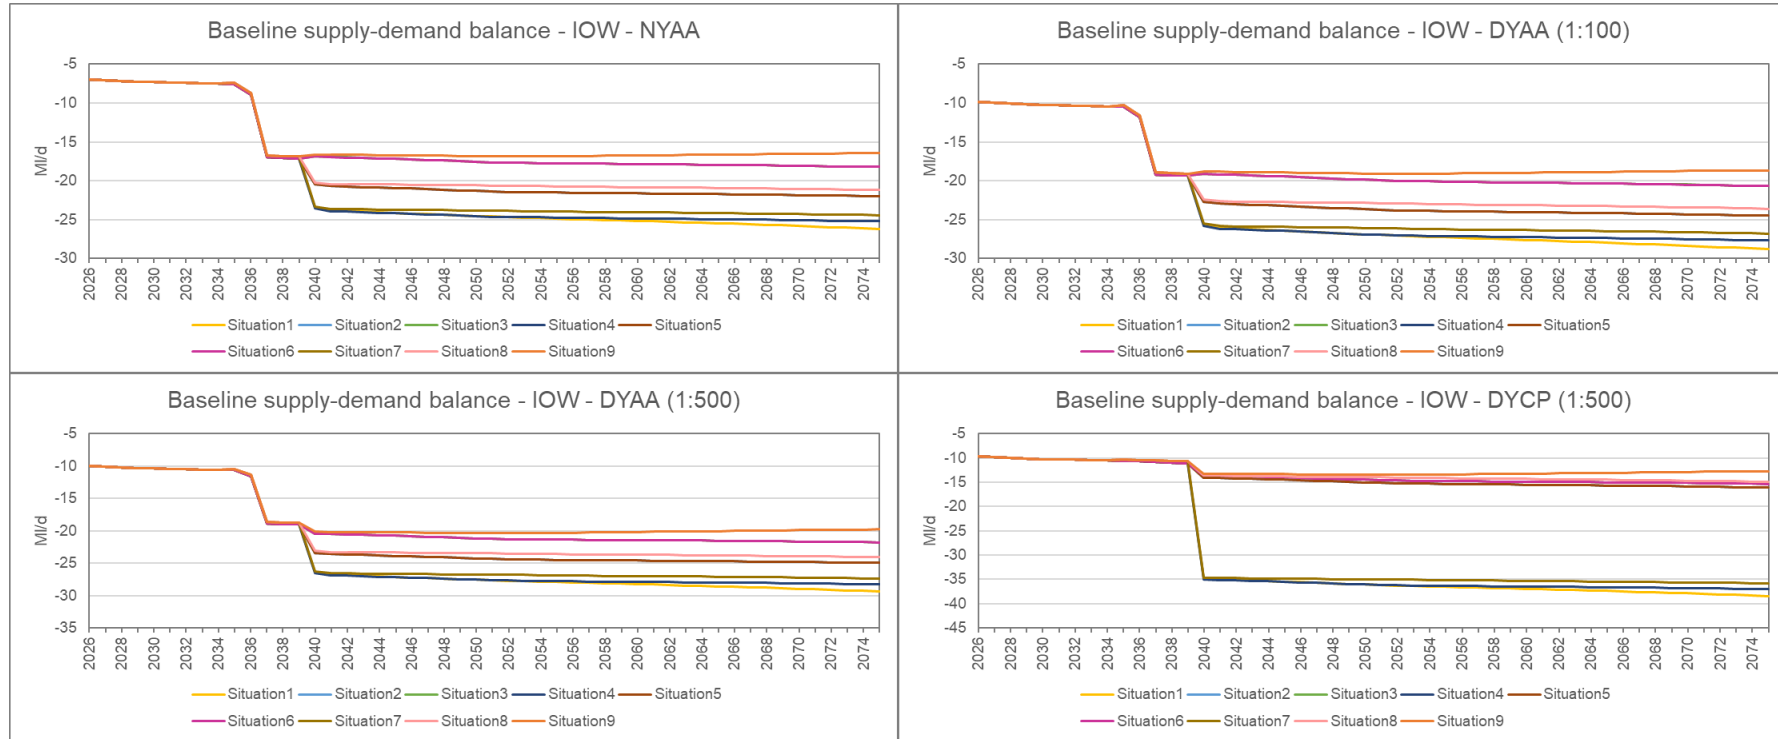 Baseline supply-demand balance - IOW - NYAA
-5
-10
-15
-20
-25
-30
Ml/d
2026 2028 2030 2032 2034 2036 2038 2040 2042 2044 2046 2048 2050 2052 2054 2056 2058 2060 2062 2064 2066 2068 2070 2072 2074
Situation1 Situation2 Situation3 Situation4 Situation5
Situation6 Situation7 Situation8 Situation9
Baseline supply-demand balance - IOW - DYAA (1:100)
-5
-10
-15
-20
-25
-30
Ml/d
2026 2028 2030 2032 2034 2036 2038 2040 2042 2044 2046 2048 2050 2052 2054 2056 2058 2060 2062 2064 2066 2068 2070 2072 2074
Situation1 Situation2 Situation3 Situation4 Situation5
Situation6 Situation7 Situation8 Situation9
Baseline supply-demand balance - IOW - DYAA (1:500)
-5
-10
-15
-20
-25
-30
-35
Ml/d
2026 2028 2030 2032 2034 2036 2038 2040 2042 2044 2046 2048 2050 2052 2054 2056 2058 2060 2062 2064 2066 2068 2070 2072 2074
Situation1 Situation2 Situation3 Situation4 Situation5
Situation6 Situation7 Situation8 Situation9
Baseline supply-demand balance - IOW - DYCP (1:500)
-5
-10
-15
-20
-25
-30
-35
-40
-45
Ml/d
2026 2028 2030 2032 2034 2036 2038 2040 2042 2044 2046 2048 2050 2052 2054 2056 2058 2060 2062 2064 2066 2068 2070 2072 2074
Situation1 Situation2 Situation3 Situation4 Situation5
Situation6 Situation7 Situation8 Situation9